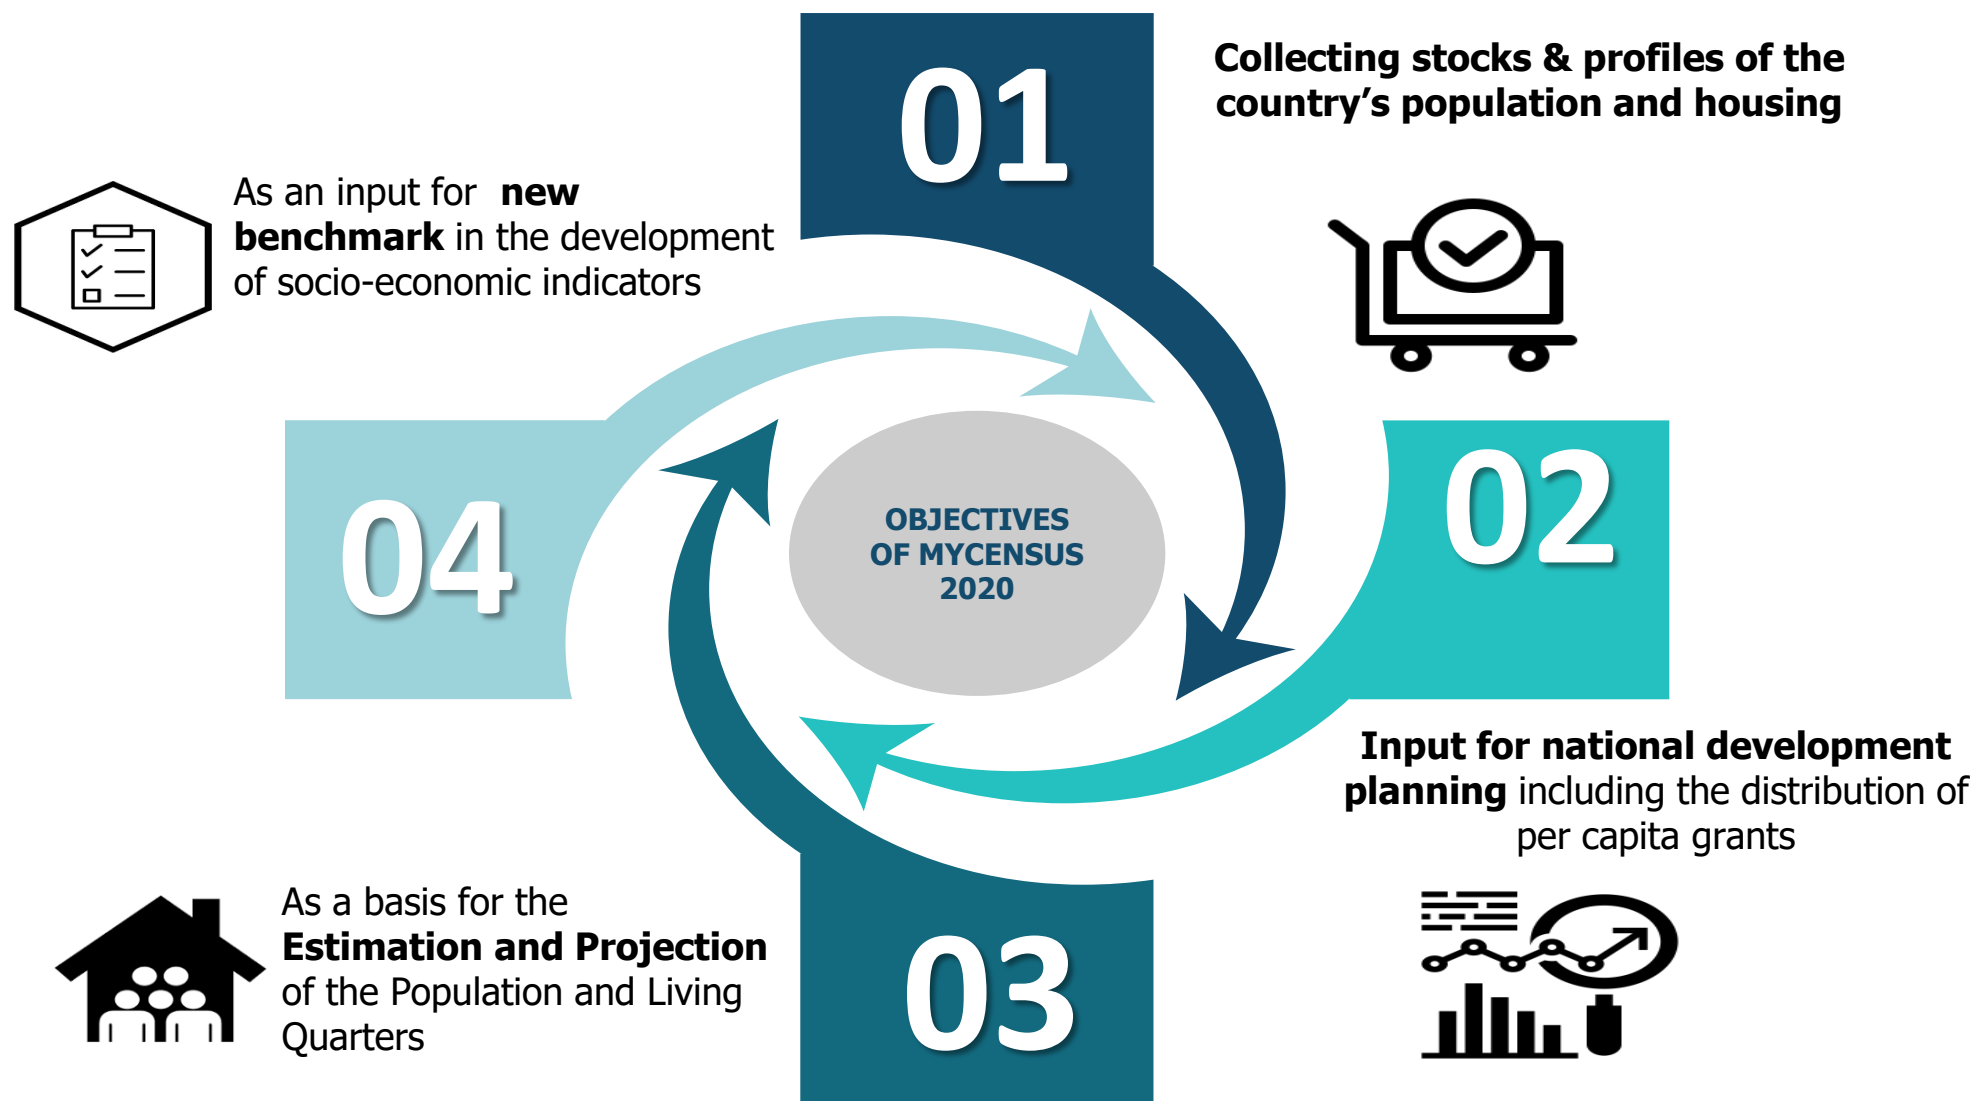 01
Collecting stocks & profiles of the
country’s population and housing
02
Input for national development
planning including the distribution of
per capita grants
03
As a basis for the
Estimation and Projection
of the Population and Living
Quarters
04
As an input for new
benchmark in the development
of socio-economic indicators
OBJECTIVES
OF MYCENSUS
2020